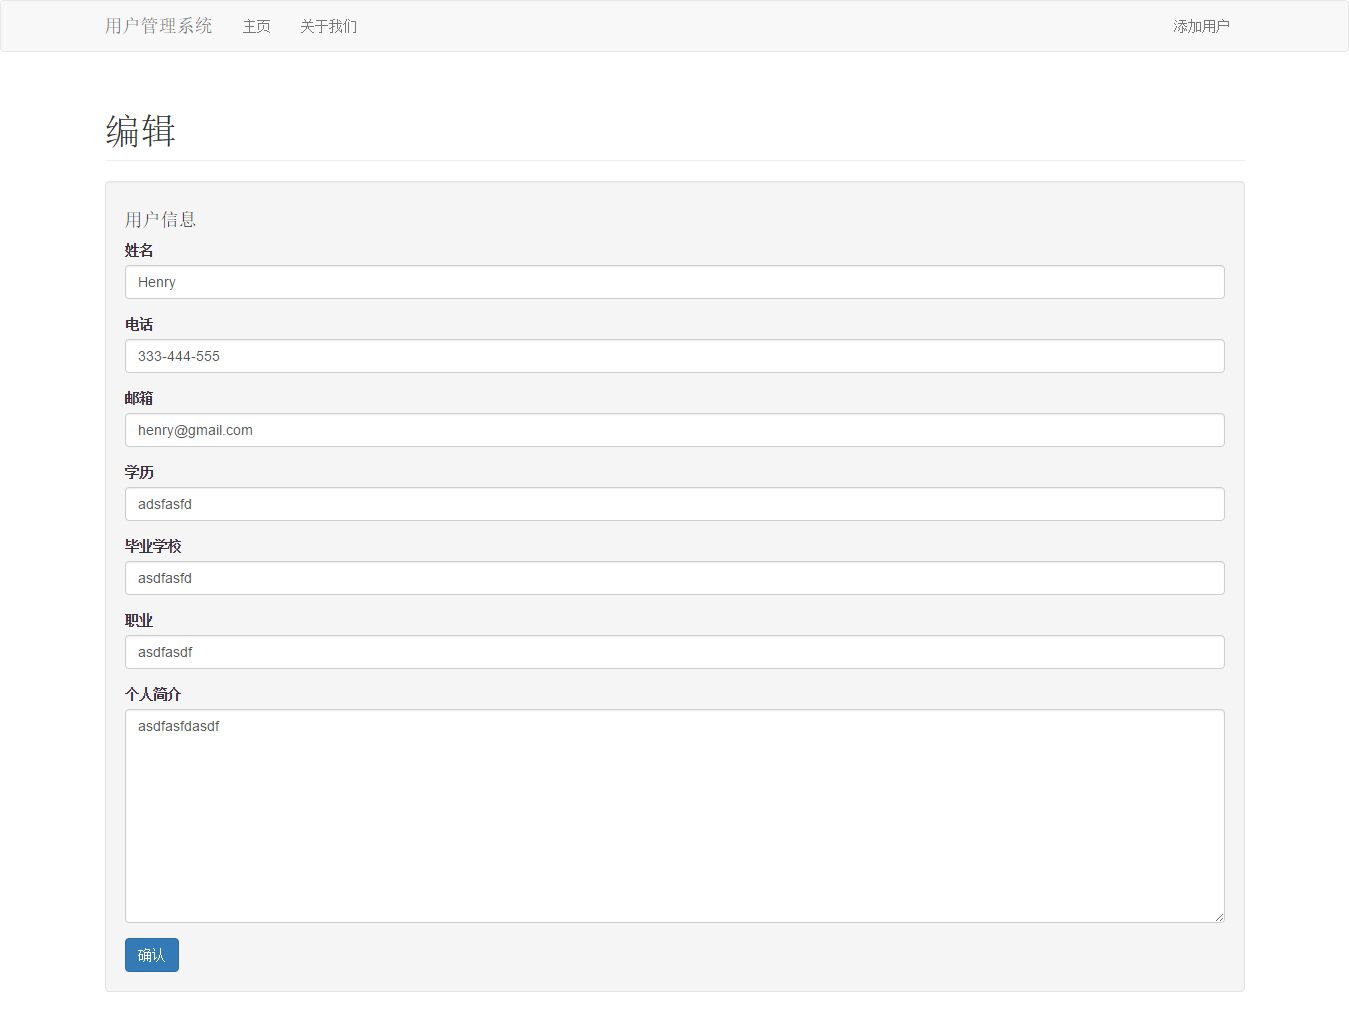 用户管理系统 主页 关于我们 添加用户
编辑
用户信息
姓名
Henry
电话
333-444-555
邮箱
henry@gmail.com
学历
adsfasfd
毕业学校
asdfasfd
职业
asdfasdf
个人简介
asdfasfdasdf
确认